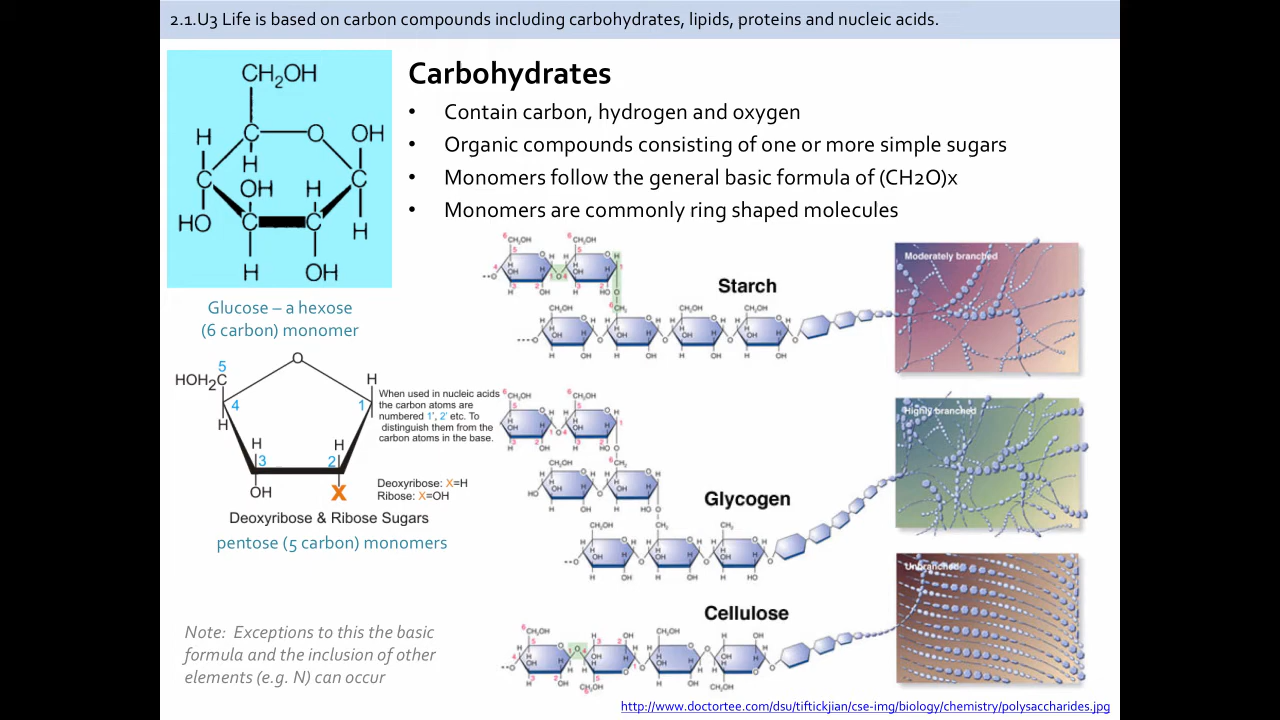 2.1.U3 Life is based on carbon compounds including carbohydrates, lipids, proteins and nucleic acids.
CH2OH
C
O
OH
H
H
C
OH
H
C
HO
C
C
H
H
OH
Glucose – a hexose
(6 carbon) monomer
Carbohydrates
• Contain carbon, hydrogen and oxygen
• Organic compounds consisting of one or more simple sugars
• Monomers follow the general basic formula of (CH2O)x
• Monomers are commonly ring shaped molecules
5
HOH2C
O
H
4
1
H
H
H
3
2
OH
X
When used in nucleic acids
the carbon atoms are
numbered 1', 2' etc. To
distinguish them from the
carbon atoms in the base.
Deoxyribose: X=H
Ribose: X=OH
Deoxyribose & Ribose Sugars
pentose (5 carbon) monomers
Note: Exceptions to this the basic
formula and the inclusion of other
elements (e.g. N) can occur
Starch
Moderately branched
Glycogen
Highly branched
Cellulose
Unbranched
http://www.doctortee.com/dsu/tiftickjian/cse-img/biology/chemistry/polysaccharides.jpg